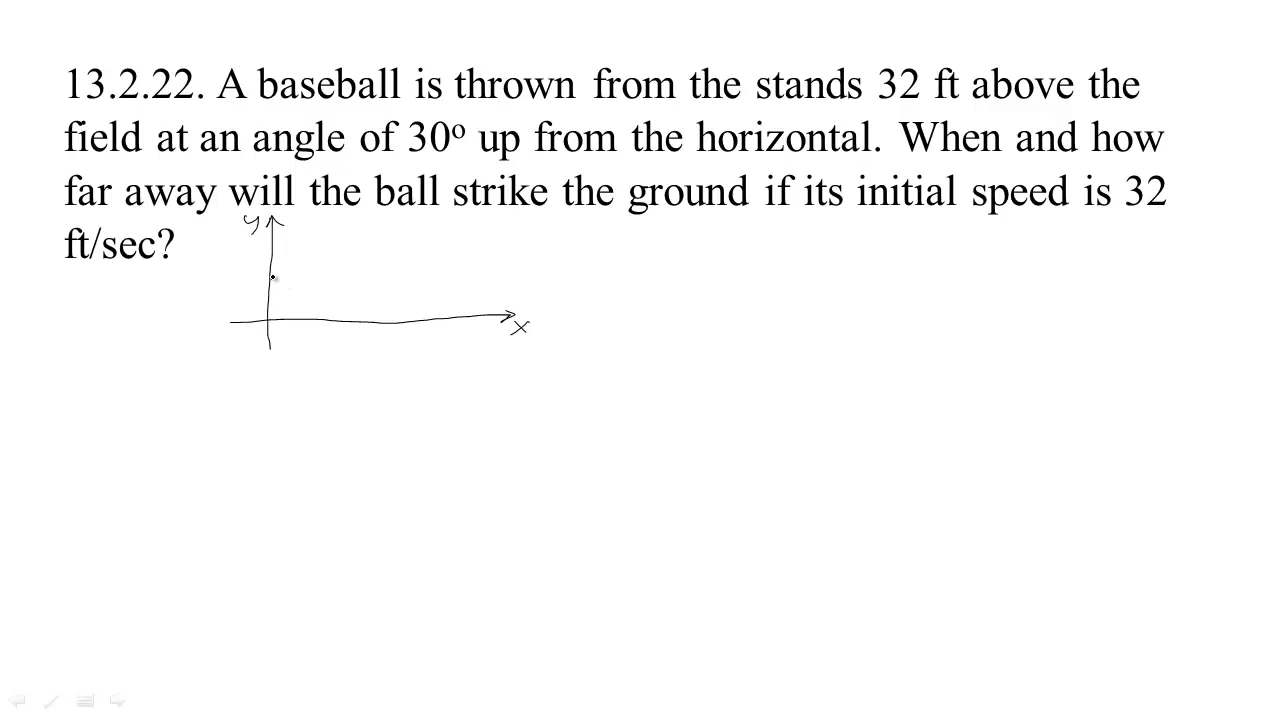 13.2.22. A baseball is thrown from the stands 32 ft above the
field at an angle of 30º up from the horizontal. When and how
far away will the ball strike the ground if its initial speed is 32
ft/sec?
y
x